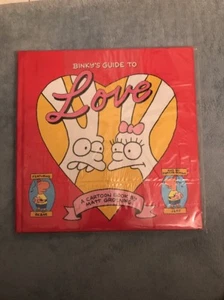 BINKY'S GUIDE TO
Love
A CARTOON BOOK BY
MATT GROENING